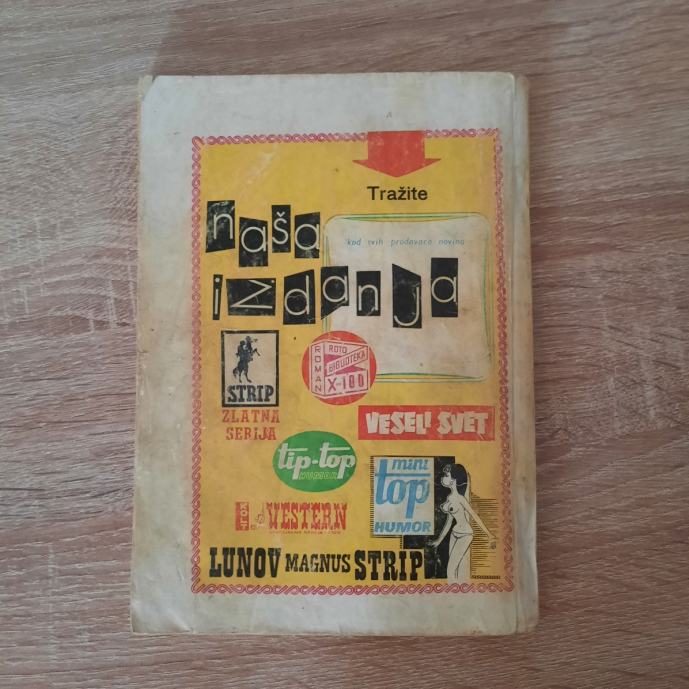 Tražite
naša
kod svih prodavaca novina
izdanja
STRIP
ZLATNA
SERIJA
ROMAN
ROTO
BIBLIOTEKA
X-100
VESELI SVET
tip-top
HUMOR
mini
top
HUMOR
WESTERN
LUNOV MAGNUS STRIP